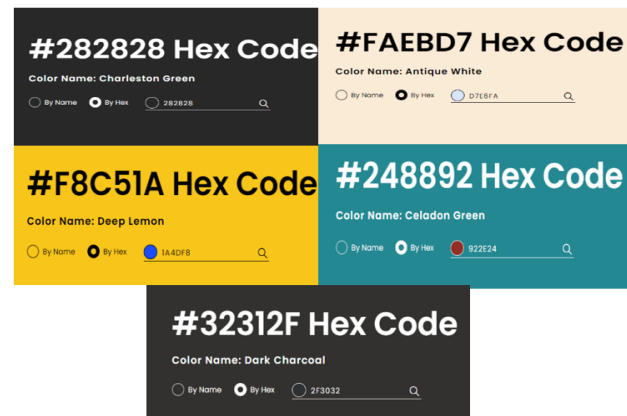 #282828 Hex Code
Color Name: Charleston Green
By Name By Hex 282828
#FAEBD7 Hex Code
Color Name: Antique White
By Name By Hex D7E6FA
#F8C51A Hex Code
Color Name: Deep Lemon
By Name By Hex 1A4DF8
#248892 Hex Code
Color Name: Celadon Green
By Name By Hex 922E24
#32312F Hex Code
Color Name: Dark Charcoal
By Name By Hex 2F3032